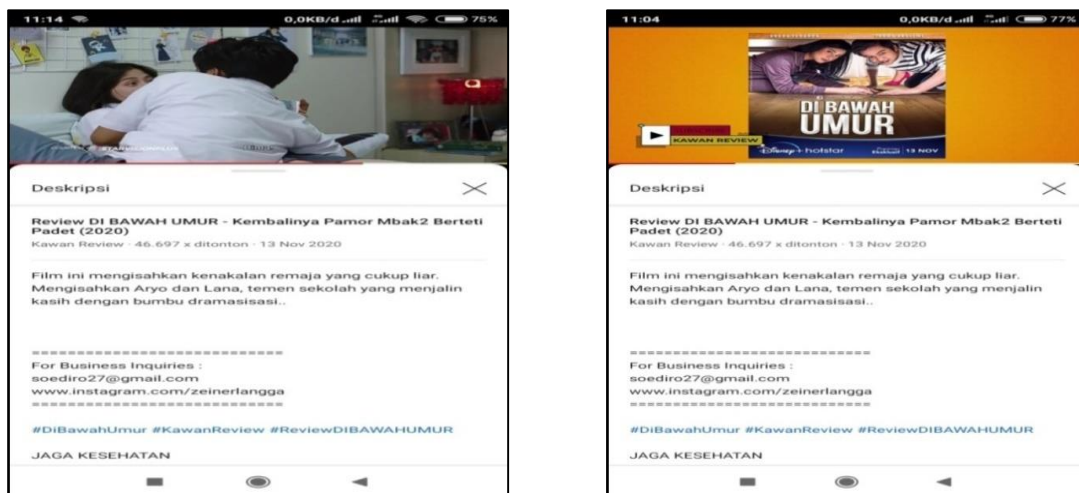 11:14
0,0KB/d
75%
Deskripsi
Review DI BAWAH UMUR - Kembalinya Pamor Mbak2 Berteti
Padet (2020)
Kawan Review · 46.697 x ditonton · 13 Nov 2020
Film ini mengisahkan kenakalan remaja yang cukup liar.
Mengisahkan Aryo dan Lana, temen sekolah yang menjalin
kasih dengan bumbu dramasisasi..
============================
For Business Inquiries :
soediro27@gmail.com
www.instagram.com/zeinerlangga
============================
#DiBawahUmur #KawanReview #ReviewDIBAWAHUMUR
JAGA KESEHATAN
11:04
0,0KB/d
77%
DI BAWAH
UMUR
SUBSCRIBE
KAWAN REVIEW
Disney+ hotstar
13 NOV
Deskripsi
Review DI BAWAH UMUR - Kembalinya Pamor Mbak2 Berteti
Padet (2020)
Kawan Review · 46.697 x ditonton · 13 Nov 2020
Film ini mengisahkan kenakalan remaja yang cukup liar.
Mengisahkan Aryo dan Lana, temen sekolah yang menjalin
kasih dengan bumbu dramasisasi..
===========================
For Business Inquiries :
soediro27@gmail.com
www.instagram.com/zeinerlangga
===========================
#DiBawahUmur #KawanReview #ReviewDIBAWAHUMUR
JAGA KESEHATAN